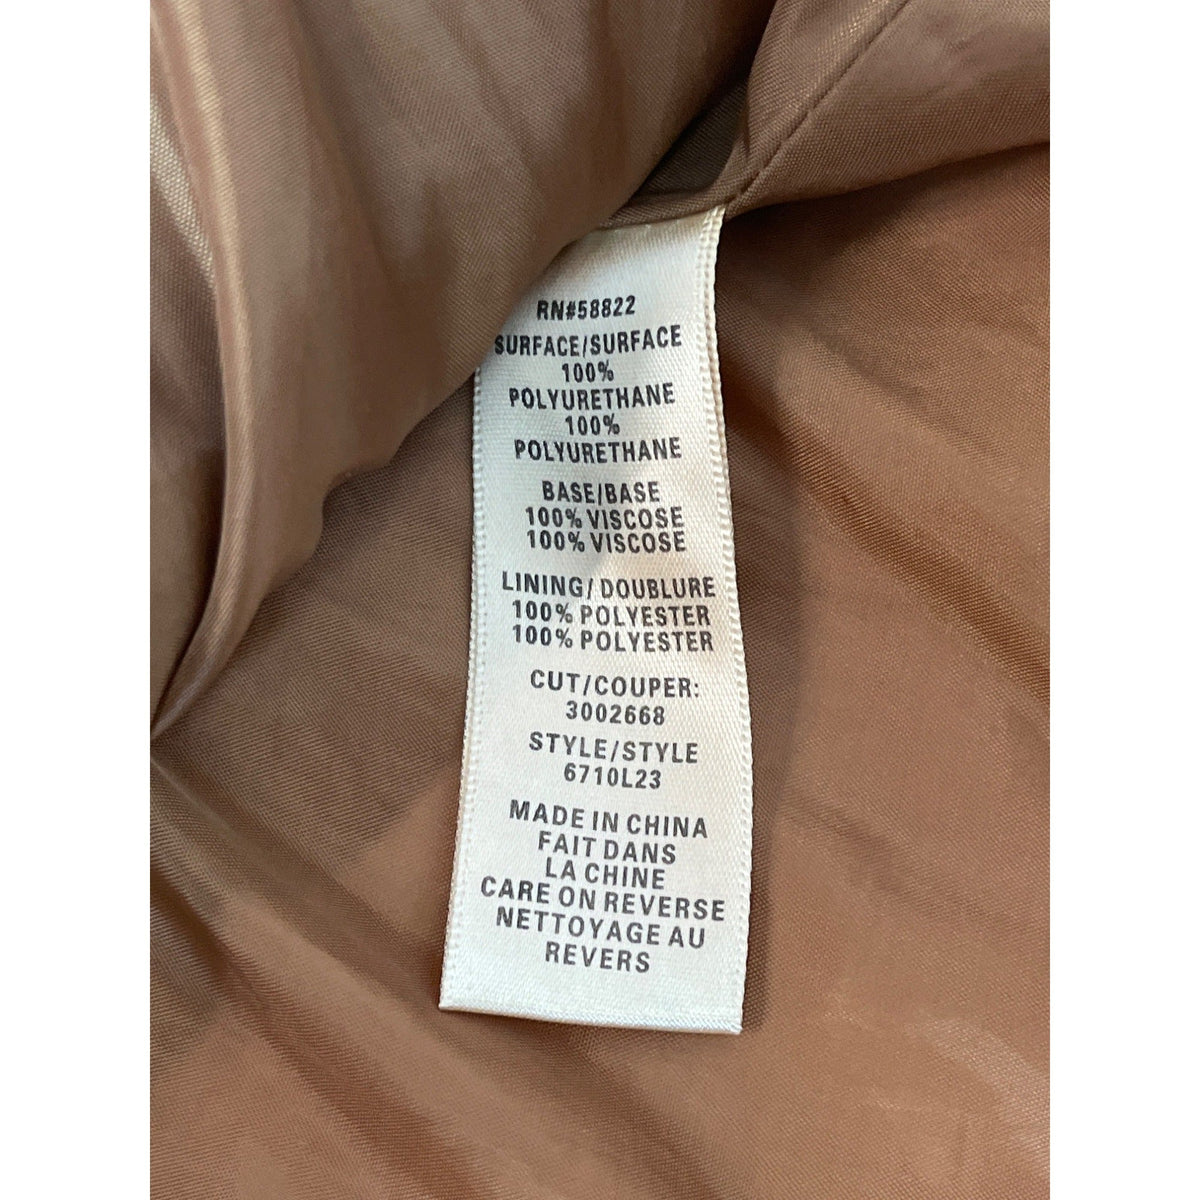 RN#58822
SURFACE/SURFACE
100%
POLYURETHANE
100%
POLYURETHANE
BASE/BASE
100% VISCOSE
100% VISCOSE
LINING/ DOUBLURE
100% POLYESTER
100% POLYESTER
CUT/COUPER:
3002668
STYLE/STYLE
6710L23
MADE IN CHINA
FAIT DANS
LA CHINE
CARE ON REVERSE
NETTOYAGE AU
REVERS